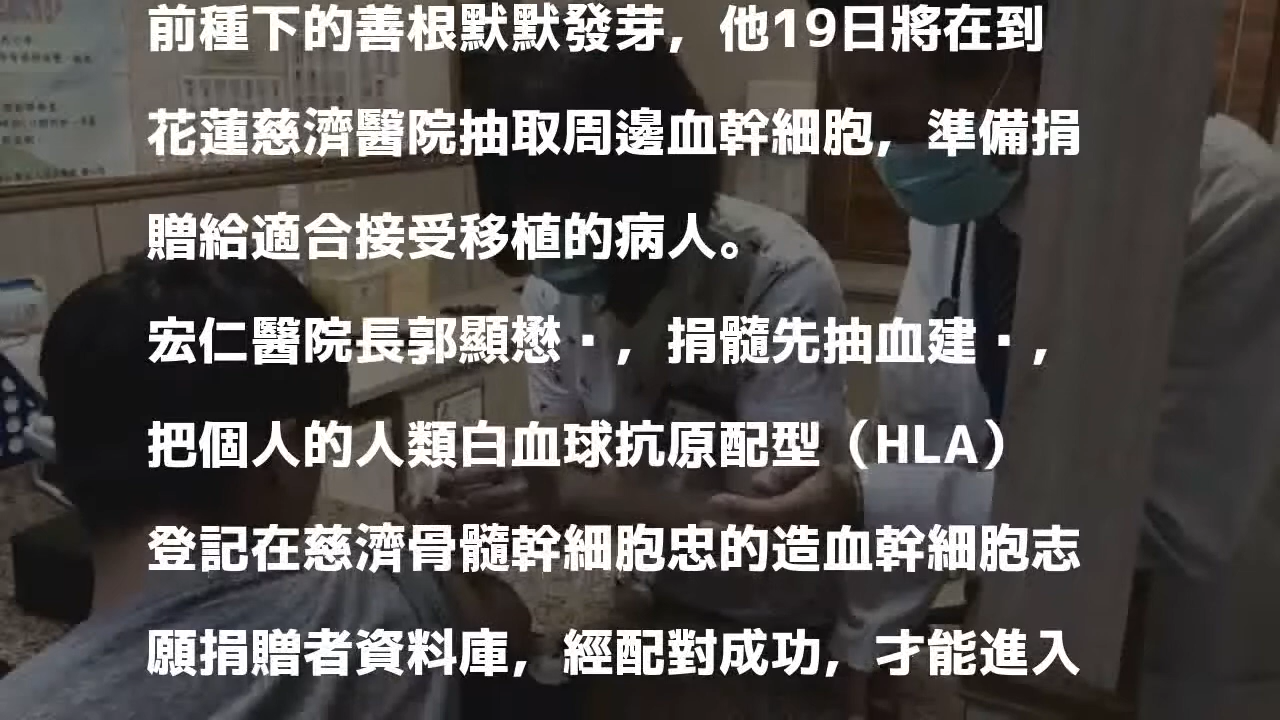 前種下的善根默默發芽，他19日將在到
花蓮慈濟醫院抽取周邊血幹細胞，準備捐
贈給適合接受移植的病人。
宏仁醫院長郭顯懋▪，捐髓先抽血建▪，
把個人的人類白血球抗原配型（HLA）
登記在慈濟骨髓幹細胞忠的造血幹細胞志
願捐贈者資料庫，經配對成功，才能進入